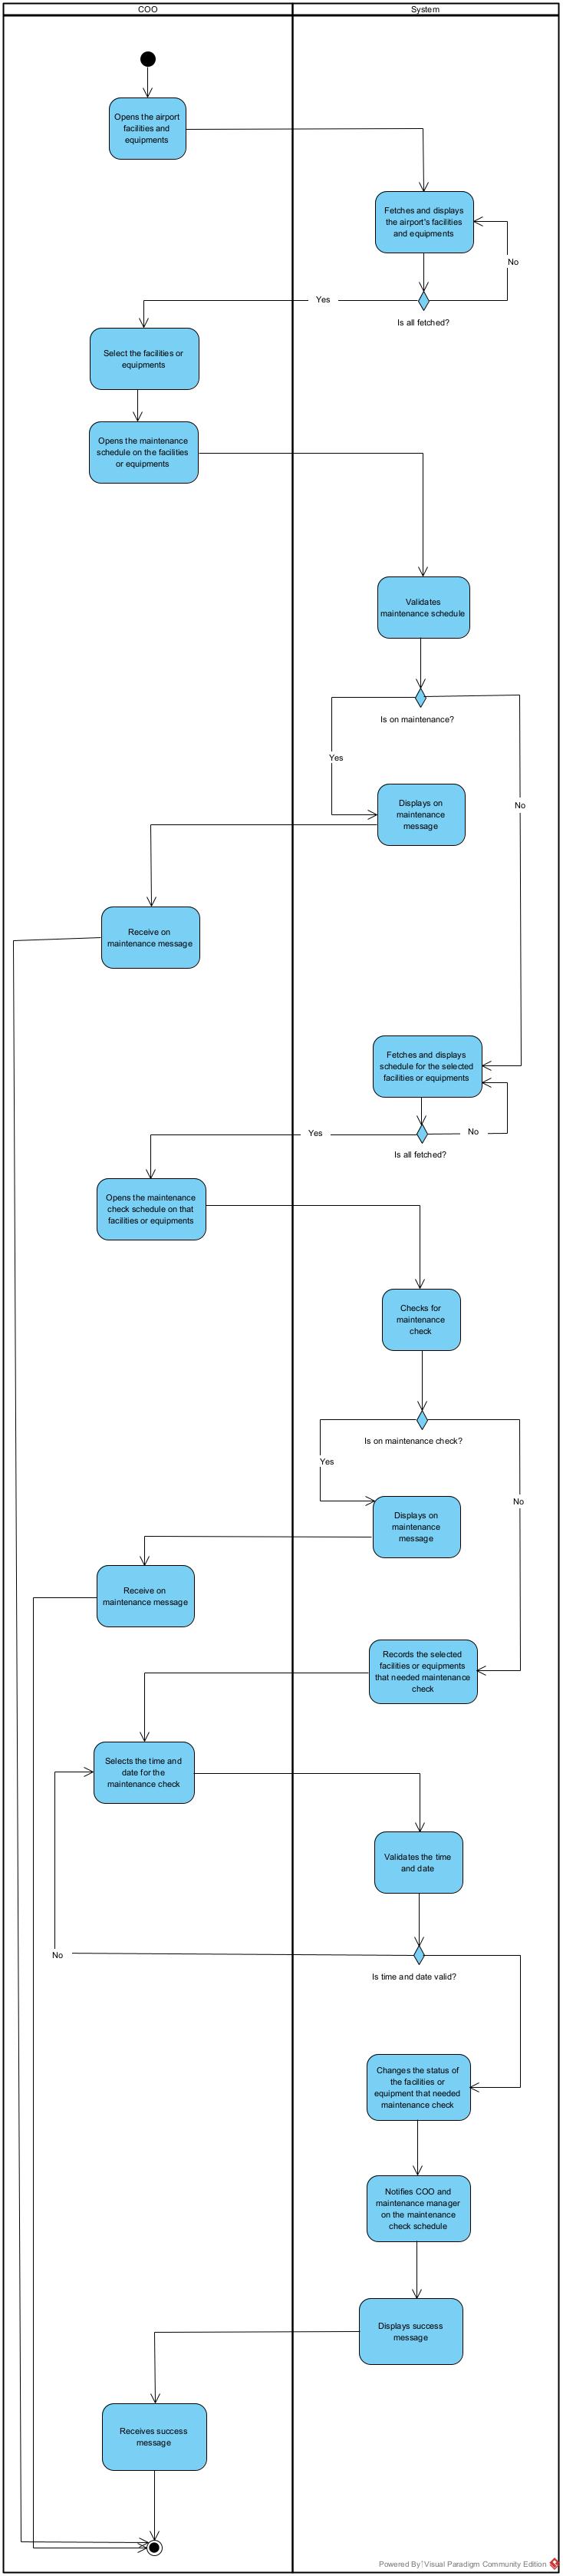 COO
System
Opens the airport
facilities and
equipments
Fetches and displays
the airport's facilities
and equipments
No
Yes
Is all fetched?
Select the facilities or
equipments
Opens the maintenance
schedule on the facilities
or equipments
Validates
maintenance schedule
Is on maintenance?
Yes
Displays on
maintenance
message
No
Receive on
maintenance message
Fetches and displays
schedule for the selected
facilities or equipments
Yes
No
Is all fetched?
Opens the maintenance
check schedule on that
facilities or equipments
Checks for
maintenance
check
Is on maintenance check?
Yes
No
Displays on
maintenance
message
Receive on
maintenance message
Records the selected
facilities or equipments
that needed maintenance
check
Selects the time and
date for the
maintenance check
Validates the time
and date
No
Is time and date valid?
Changes the status of
the facilities or
equipment that needed
maintenance check
Notifies COO and
maintenance manager
on the maintenance
check schedule
Displays success
message
Receives success
message
Powered By Visual Paradigm Community Edition